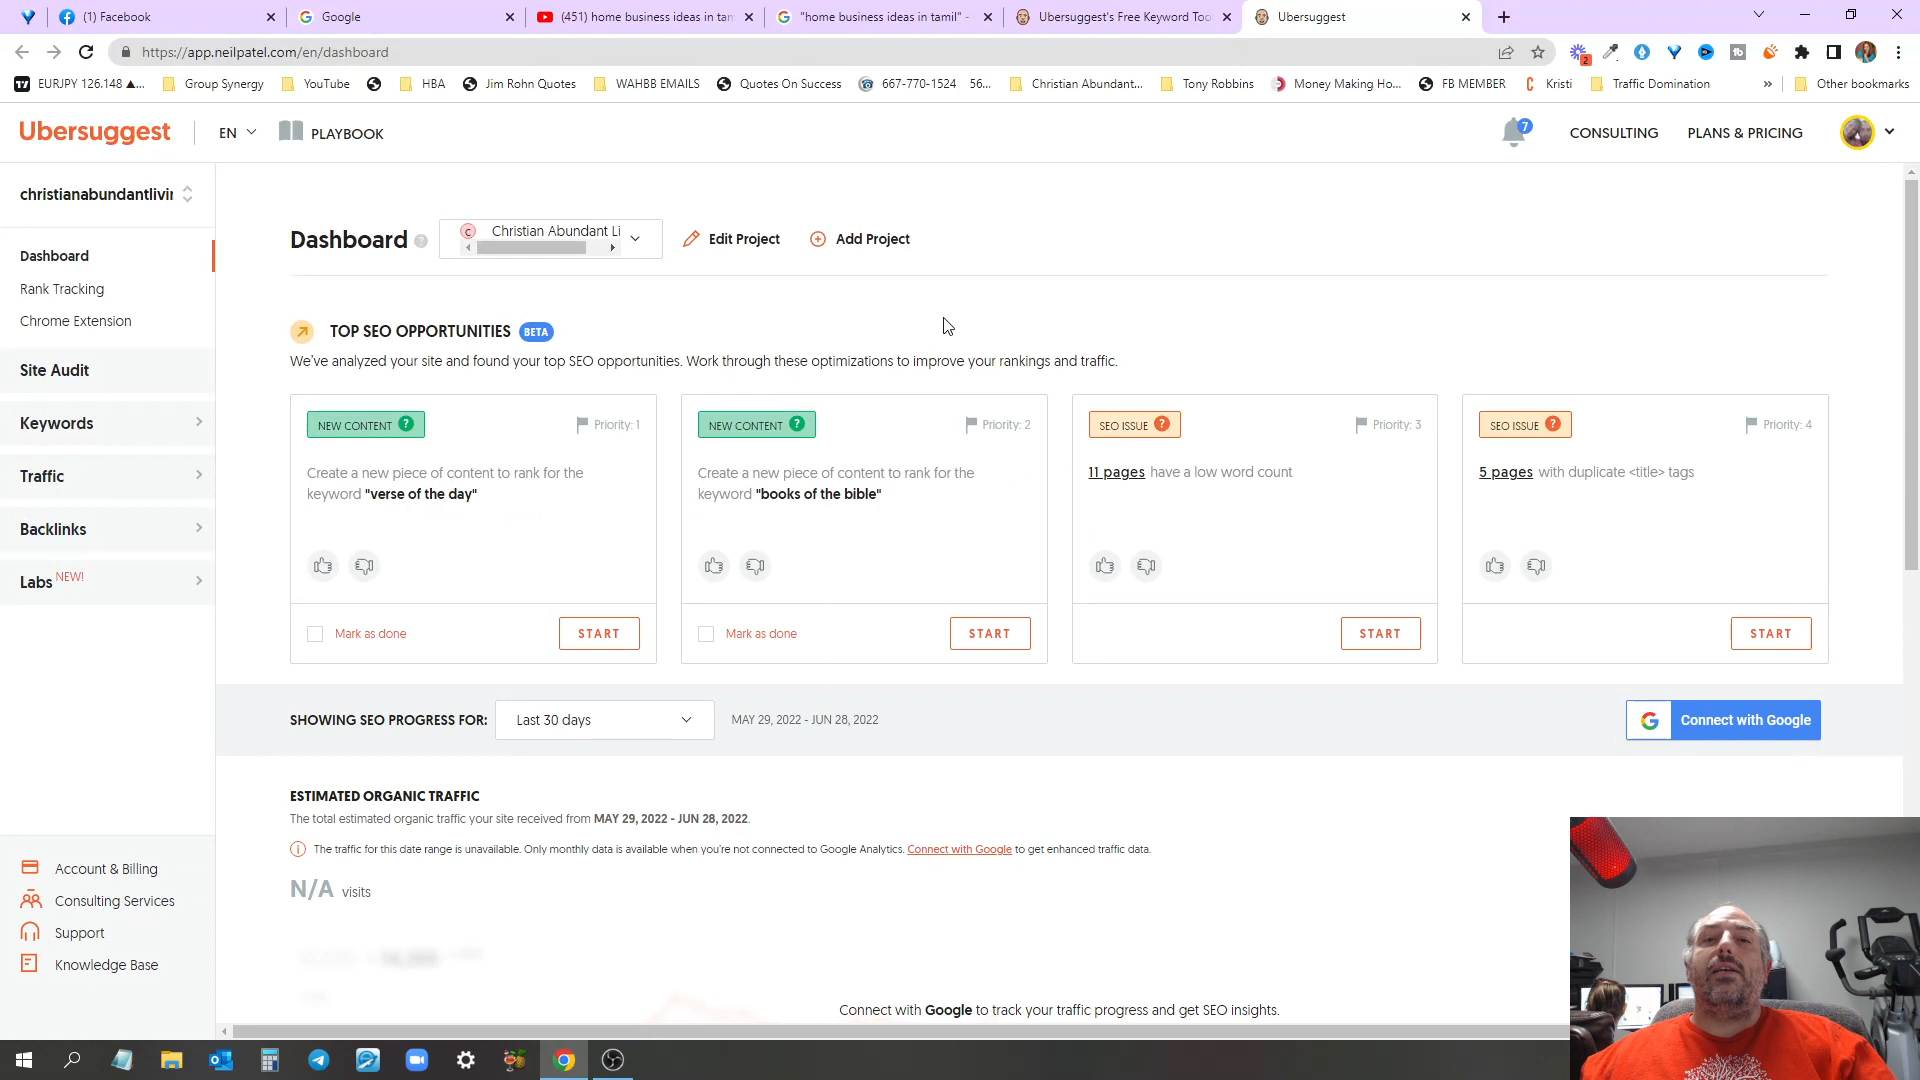 (1) Facebook
Google
(451) home business ideas in tam
"home business ideas in tamil" -
Ubersuggest's Free Keyword Too
Ubersuggest
https://app.neilpatel.com/en/dashboard
2
EURJPY 126.148 ▲...
Group Synergy
YouTube
HBA
Jim Rohn Quotes
WAHBB EMAILS
Quotes On Success
667-770-1524 56...
Christian Abundant...
Tony Robbins
Money Making Ho...
FB MEMBER
Kristi
Traffic Domination
»
Other bookmarks
Ubersuggest
EN
PLAYBOOK
7
CONSULTING
PLANS & PRICING
christianabundantlivin
Dashboard
Rank Tracking
Chrome Extension
Site Audit
Keywords
Traffic
Backlinks
Labs NEW!
Account & Billing
Consulting Services
Support
Knowledge Base
Dashboard
C Christian Abundant Li
Edit Project
Add Project
TOP SEO OPPORTUNITIES BETA
We've analyzed your site and found your top SEO opportunities. Work through these optimizations to improve your rankings and traffic.
NEW CONTENT ?
Priority: 1
Create a new piece of content to rank for the
keyword "verse of the day"
Mark as done
START
NEW CONTENT ?
Priority: 2
Create a new piece of content to rank for the
keyword "books of the bible"
Mark as done
START
SEO ISSUE ?
Priority: 3
11 pages have a low word count
START
SEO ISSUE ?
Priority: 4
5 pages with duplicate <title> tags
START
SHOWING SEO PROGRESS FOR:
Last 30 days
MAY 29, 2022 - JUN 28, 2022
Connect with Google
ESTIMATED ORGANIC TRAFFIC
The total estimated organic traffic your site received from MAY 29, 2022 - JUN 28, 2022.
The traffic for this date range is unavailable. Only monthly data is available when you're not connected to Google Analytics. Connect with Google to get enhanced traffic data.
N/A visits
Connect with Google to track your traffic progress and get SEO insights.